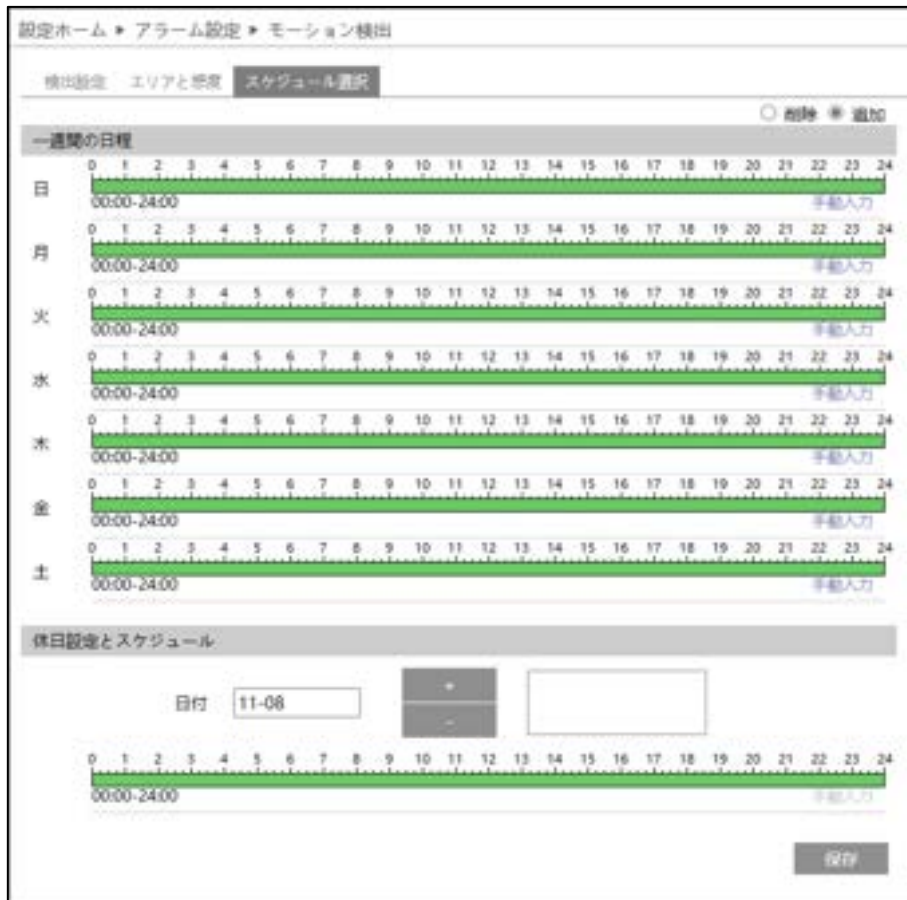 設定ホーム ▶ アラーム設定 ▶ モーション検出
検出設定 エリアと感度 スケジュール選択
削除 追加
一週間の日程
0 1 2 3 4 5 6 7 8 9 10 11 12 13 14 15 16 17 18 19 20 21 22 23 24
日
00:00-24:00 手動入力
0 1 2 3 4 5 6 7 8 9 10 11 12 13 14 15 16 17 18 19 20 21 22 23 24
月
00:00-24:00 手動入力
0 1 2 3 4 5 6 7 8 9 10 11 12 13 14 15 16 17 18 19 20 21 22 23 24
火
00:00-24:00 手動入力
0 1 2 3 4 5 6 7 8 9 10 11 12 13 14 15 16 17 18 19 20 21 22 23 24
水
00:00-24:00 手動入力
0 1 2 3 4 5 6 7 8 9 10 11 12 13 14 15 16 17 18 19 20 21 22 23 24
木
00:00-24:00 手動入力
0 1 2 3 4 5 6 7 8 9 10 11 12 13 14 15 16 17 18 19 20 21 22 23 24
金
00:00-24:00 手動入力
0 1 2 3 4 5 6 7 8 9 10 11 12 13 14 15 16 17 18 19 20 21 22 23 24
土
00:00-24:00 手動入力
休日設定とスケジュール
+
日付 11-08
-
0 1 2 3 4 5 6 7 8 9 10 11 12 13 14 15 16 17 18 19 20 21 22 23 24
00:00-24:00 手動入力
保存